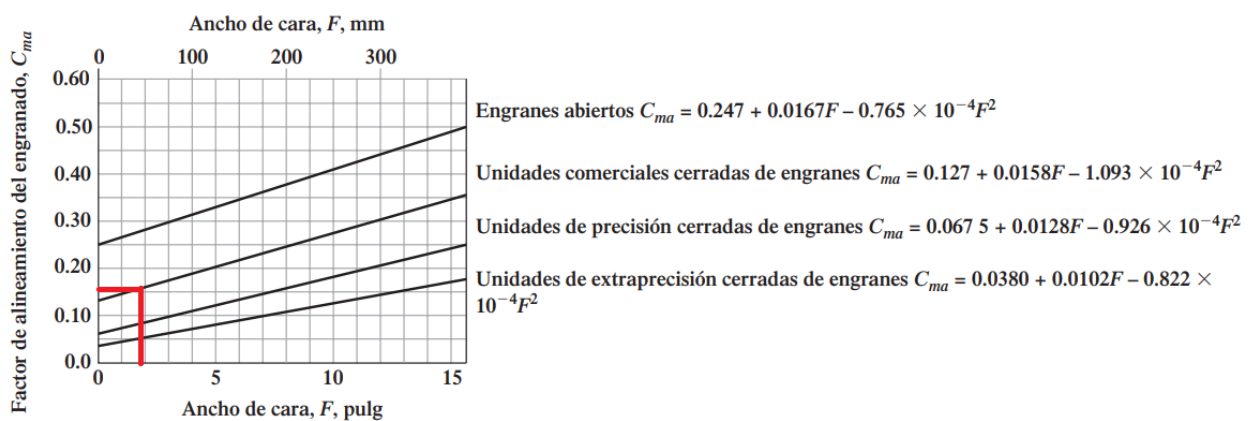 Ancho de cara, F, mm
0 100 200 300
Factor de alineamiento del engranado, Cma
0.60
0.50
0.40
0.30
0.20
0.10
0.0
0 5 10 15
Ancho de cara, F, pulg
Engranes abiertos Cma = 0.247 + 0.0167F – 0.765 × 10⁻⁴F²
Unidades comerciales cerradas de engranes Cma = 0.127 + 0.0158F – 1.093 × 10⁻⁴F²
Unidades de precisión cerradas de engranes Cma = 0.067 5 + 0.0128F – 0.926 × 10⁻⁴F²
Unidades de extraprecisión cerradas de engranes Cma = 0.0380 + 0.0102F – 0.822 ×
10⁻⁴F²